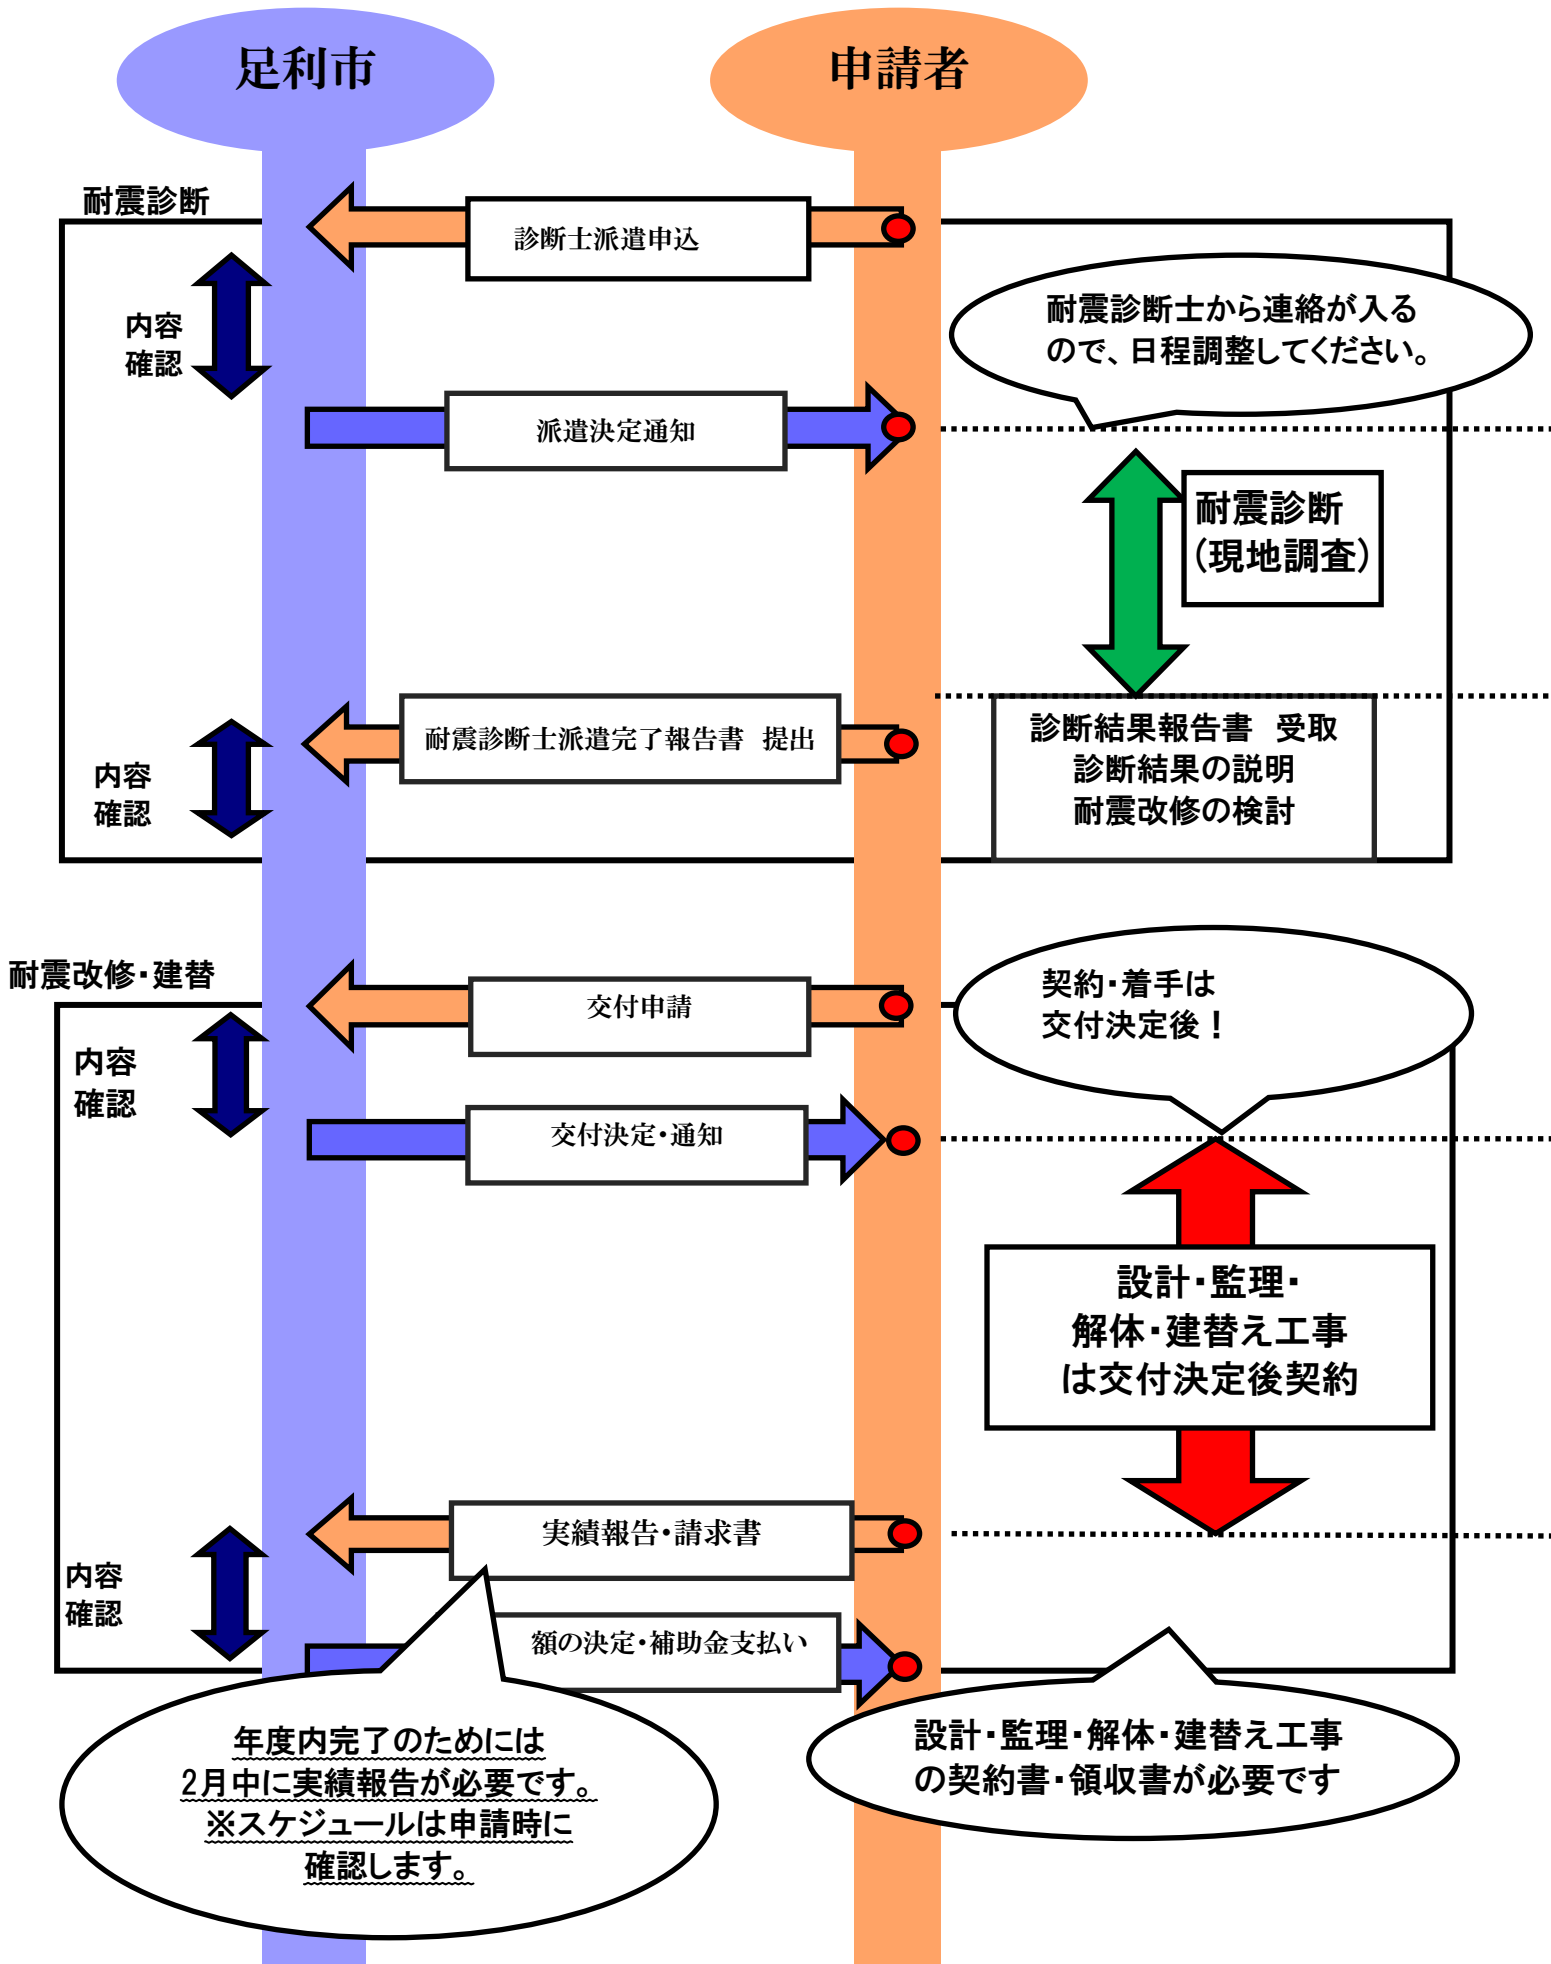 足利市
申請者
耐震診断
診断士派遣申込
内容
確認
耐震診断士から連絡が入る
ので、日程調整してください。
派遣決定通知
耐震診断
(現地調査)
耐震診断士派遣完了報告書　提出
内容
確認
診断結果報告書　受取
診断結果の説明
耐震改修の検討
耐震改修・建替
交付申請
内容
確認
契約・着手は
交付決定後！
交付決定・通知
設計・監理・
解体・建替え工事
は交付決定後契約
実績報告・請求書
内容
確認
額の決定・補助金支払い
年度内完了のためには
2月中に実績報告が必要です。
※スケジュールは申請時に
確認します。
設計・監理・解体・建替え工事
の契約書・領収書が必要です